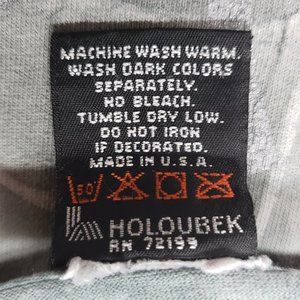 MACHINE WASH WARM.
WASH DARK COLORS
SEPARATELY.
NO BLEACH.
TUMBLE DRY LOW.
DO NOT IRON
IF DECORATED.
MADE IN U.S.A.
50
HOLOUBEK
RN 72199